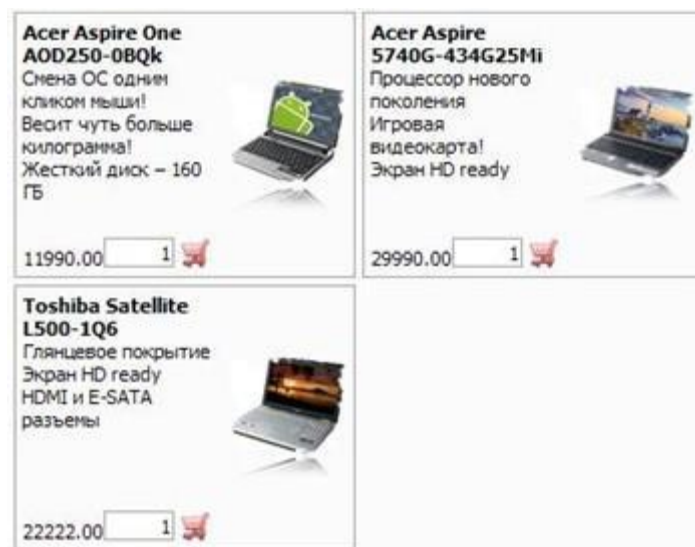 Acer Aspire One
AOD250-0BQk
Смена ОС одним
кликом мыши!
Весит чуть больше
килограмма!
Жесткий диск – 160
ГБ
11990.00 1
Acer Aspire
5740G-434G25Mi
Процессор нового
поколения
Игровая
видеокарта!
Экран HD ready
29990.00 1
Toshiba Satellite
L500-1Q6
Глянцевое покрытие
Экран HD ready
HDMI и E-SATA
разъемы
22222.00 1